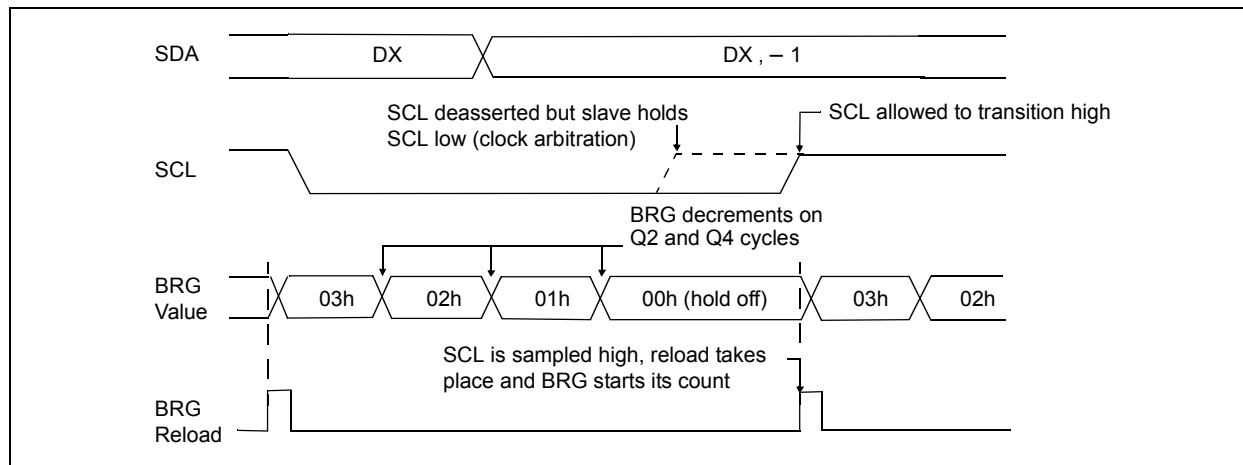 SDA
DX
DX , – 1
SCL deasserted but slave holds
SCL low (clock arbitration)
SCL allowed to transition high
SCL
BRG decrements on
Q2 and Q4 cycles
BRG
Value
03h
02h
01h
00h (hold off)
03h
02h
SCL is sampled high, reload takes
place and BRG starts its count
BRG
Reload